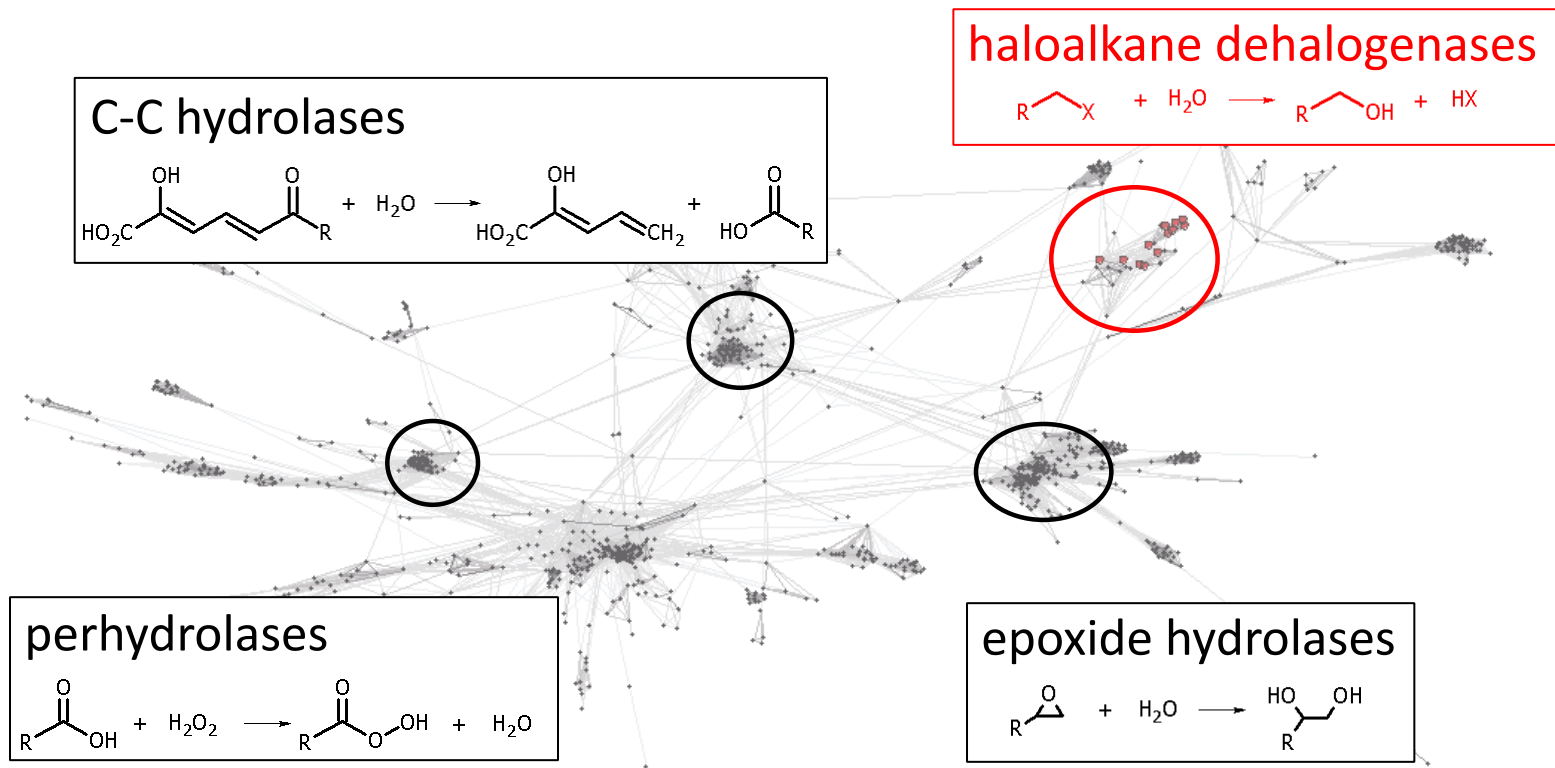 haloalkane dehalogenases
R X + H₂O → R OH + HX
C-C hydrolases
OH O OH O
HO₂C R + H₂O → HO₂C CH₂ + HO R
perhydrolases
O O
R OH + H₂O₂ → R O OH + H₂O
epoxide hydrolases
O HO OH
R + H₂O → R